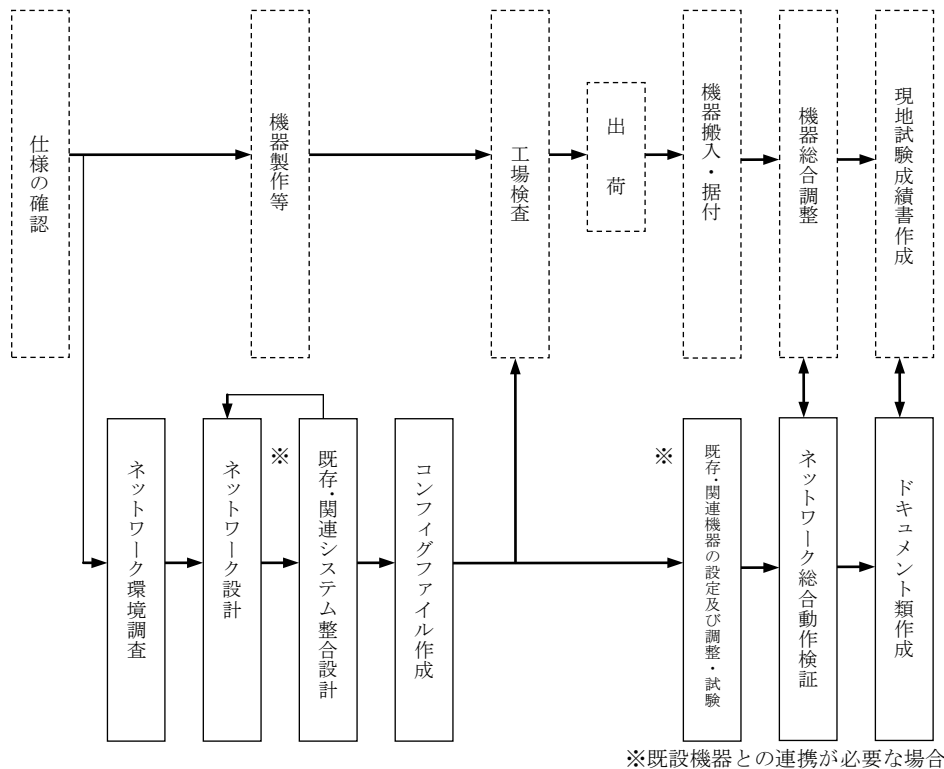 仕様の確認
機器製作等
工場検査
出荷
機器搬入・据付
機器総合調整
現地試験成績書作成
ネットワーク環境調査
ネットワーク設計
※
既存・関連システム整合設計
コンフィグファイル作成
※
既存・関連機器の設定及び調整・試験
ネットワーク総合動作検証
ドキュメント類作成
※既設機器との連携が必要な場合